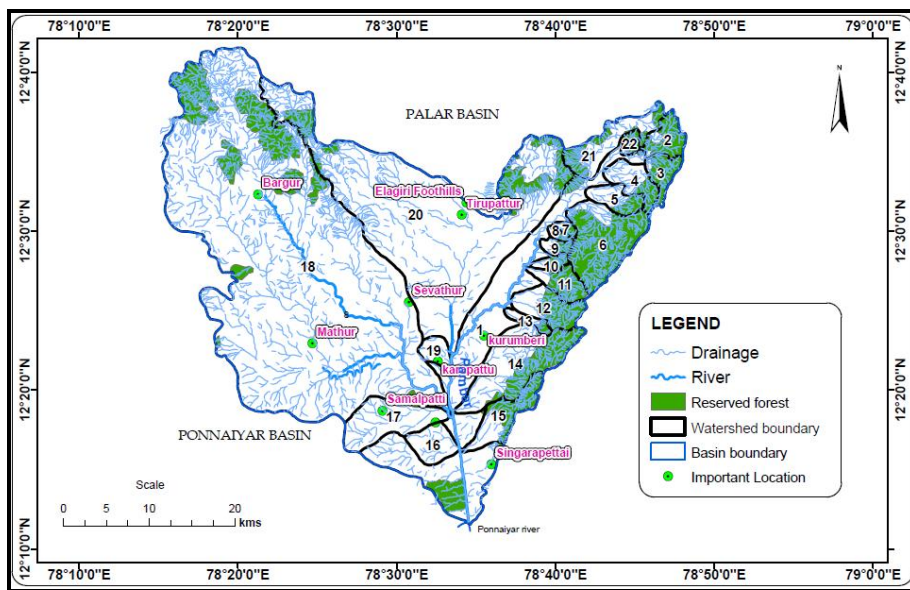 78°10'0"E 78°20'0"E 78°30'0"E 78°40'0"E 78°50'0"E 79°0'0"E
12°40'0"N 12°40'0"N
N
PALAR BASIN
21 22 2
3
4
5
Bargur
Elagiri Foothills
Tirupattur
20
12°30'0"N 12°30'0"N
8 7
6
9
10
18
11
Sevathur
12
13
1
kurumberi
Mathur
19
karapattu
14
12°20'0"N 12°20'0"N
Samalpatti
17
15
PONNAIYAR BASIN
16
Singarapettai
Ponnaiyar river
Scale
0 5 10 20
kms
LEGEND
Drainage
River
Reserved forest
Watershed boundary
Basin boundary
Important Location
12°10'0"N 12°10'0"N
78°10'0"E 78°20'0"E 78°30'0"E 78°40'0"E 78°50'0"E 79°0'0"E